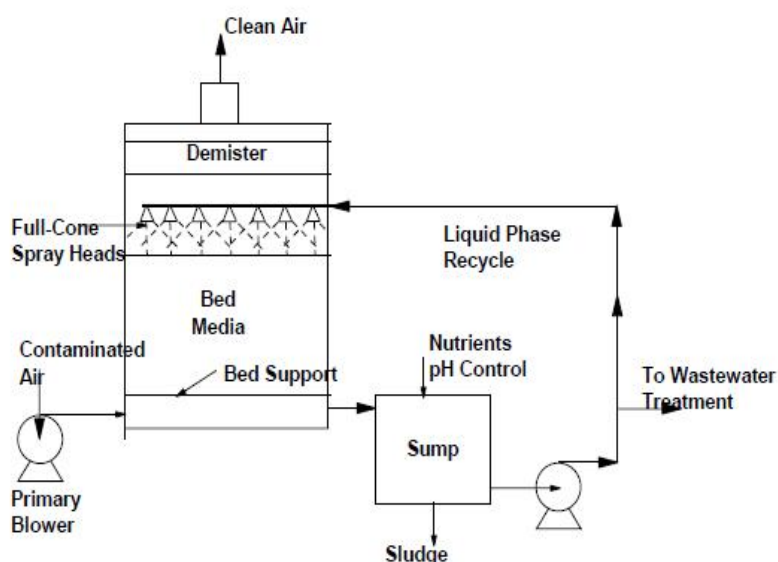 Clean Air
Demister
Full-Cone
Spray Heads
Liquid Phase
Recycle
Bed
Media
Contaminated
Air
Bed Support
Nutrients
pH Control
To Wastewater
Treatment
Sump
Primary
Blower
Sludge